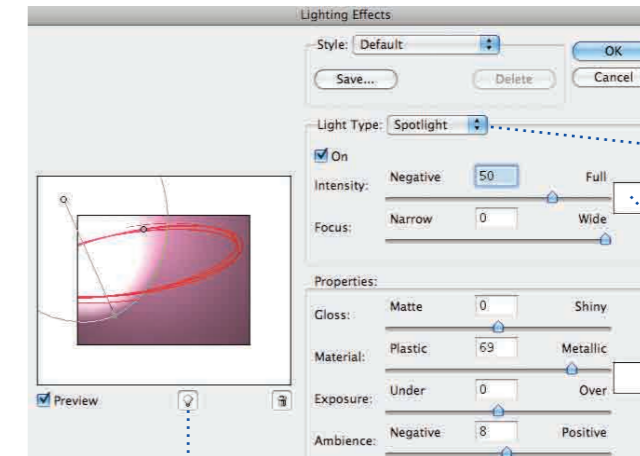 Lighting Effects
Style: Default
OK
Save... Delete Cancel
Light Type: Spotlight
On
Intensity: Negative 50 Full
Focus: Narrow 0 Wide
Properties:
Gloss: Matte 0 Shiny
Material: Plastic 69 Metallic
Exposure: Under 0 Over
Preview
Ambience: Negative 8 Positive